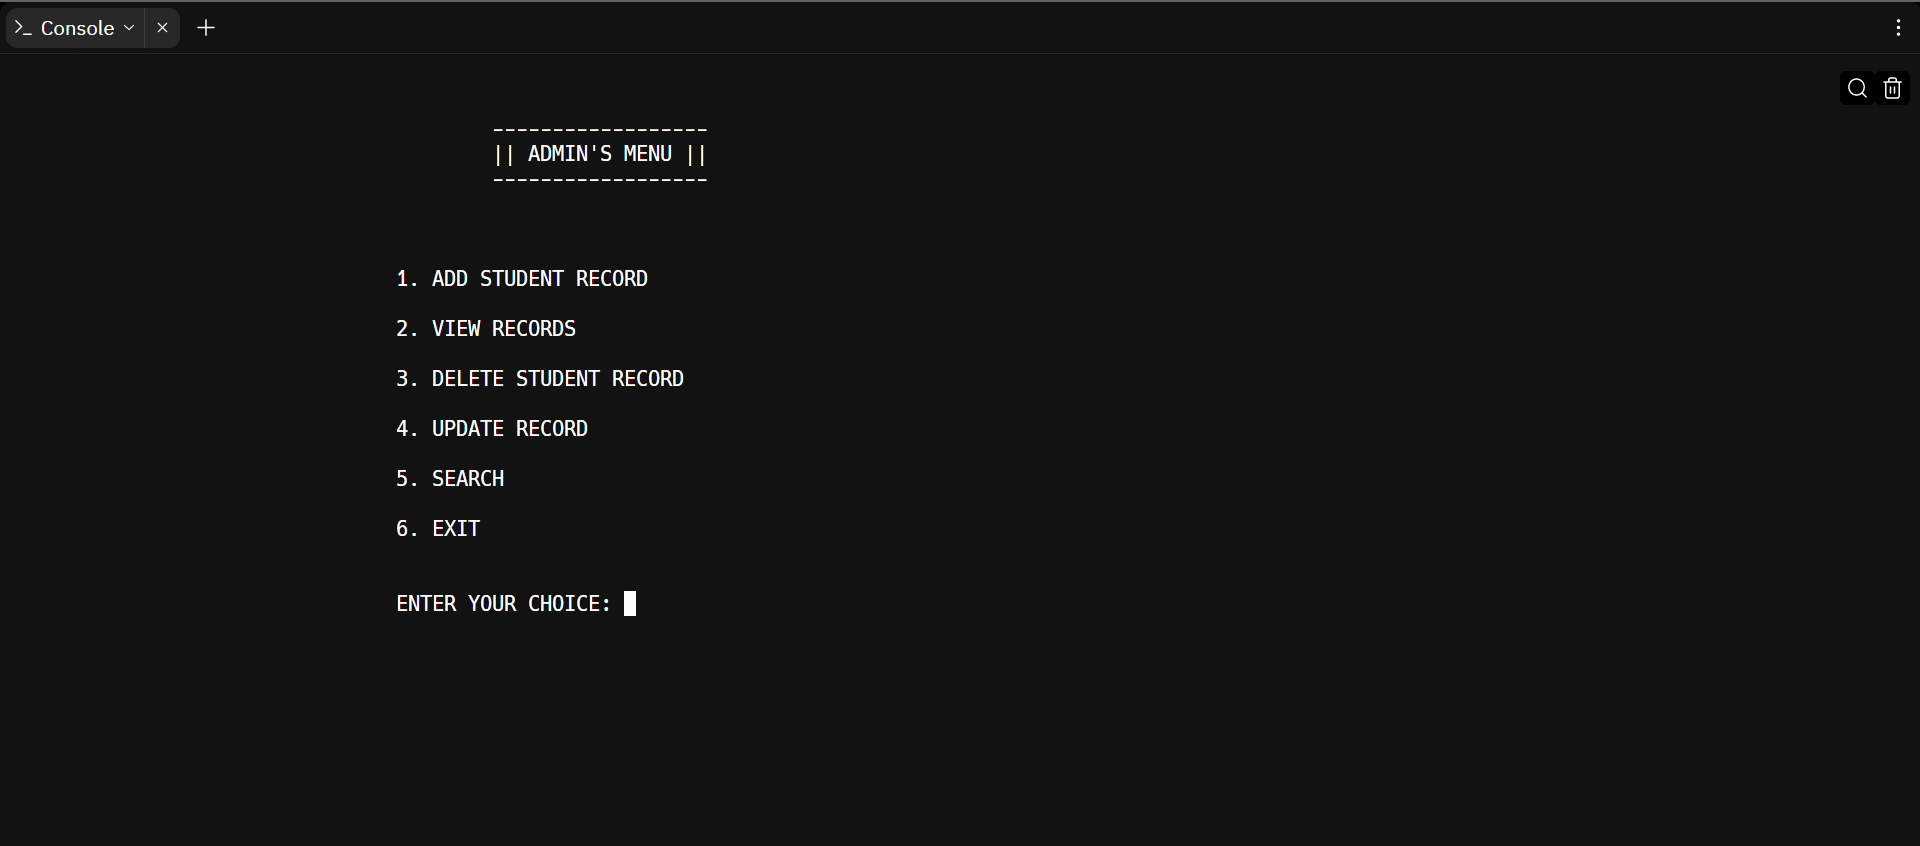 Console
------------------
|| ADMIN'S MENU ||
------------------
1. ADD STUDENT RECORD
2. VIEW RECORDS
3. DELETE STUDENT RECORD
4. UPDATE RECORD
5. SEARCH
6. EXIT
ENTER YOUR CHOICE: